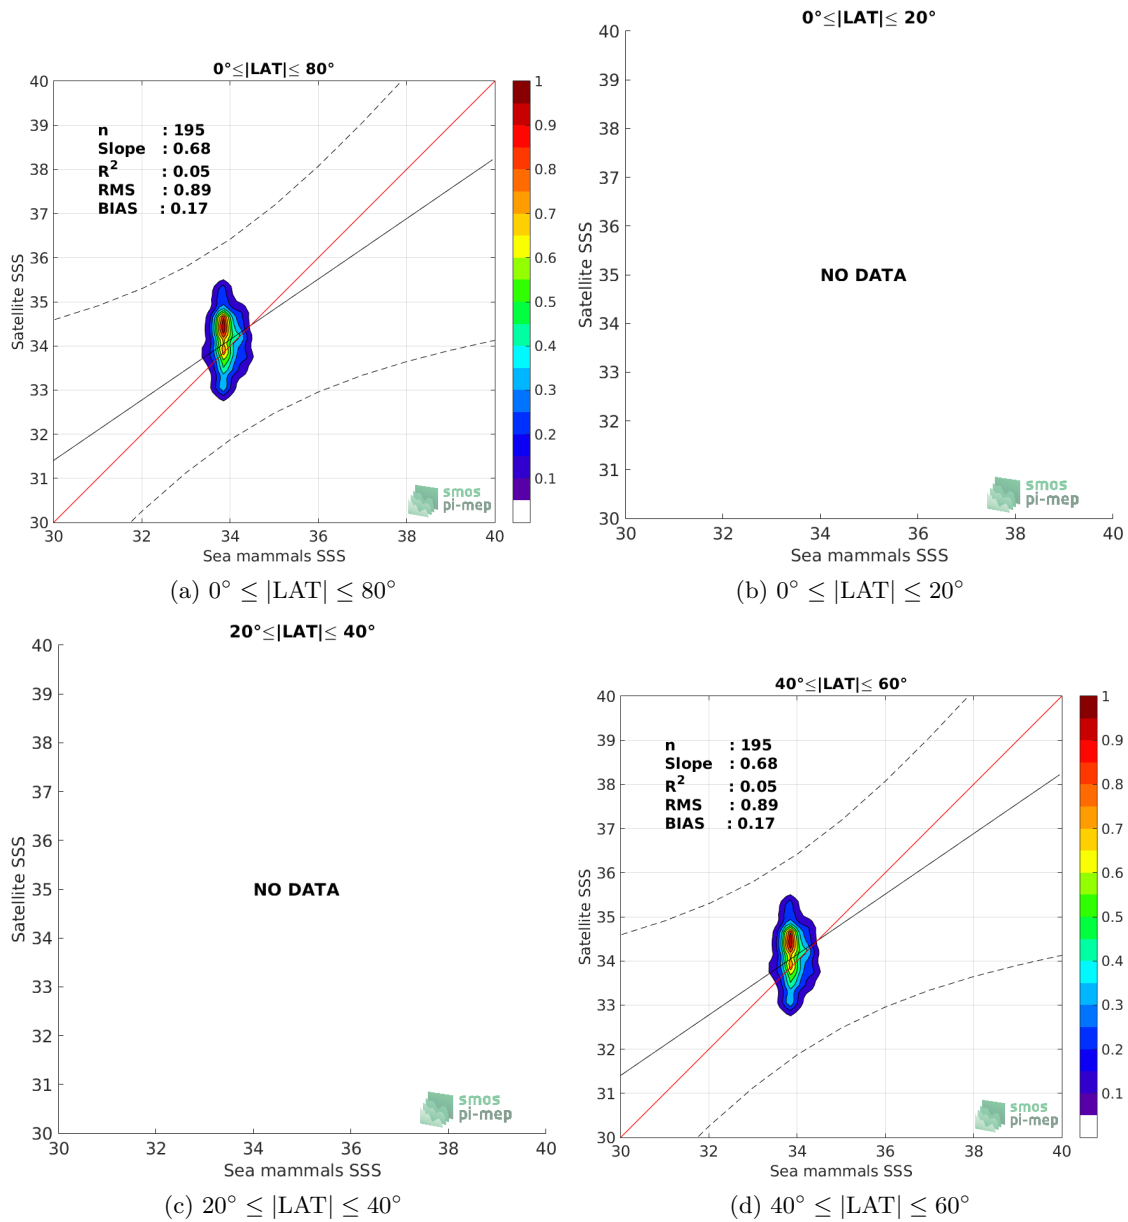 0°≤|LAT|≤ 80°
40
39
38
37
36
35
34
33
32
31
30
Satellite SSS
n : 195
Slope : 0.68
R² : 0.05
RMS : 0.89
BIAS : 0.17
smos
pi-mep
30 32 34 36 38 40
Sea mammals SSS
1
0.9
0.8
0.7
0.6
0.5
0.4
0.3
0.2
0.1
(a) 0° ≤ |LAT| ≤ 80°
0°≤|LAT|≤ 20°
40
39
38
37
36
35
34
33
32
31
30
Satellite SSS
NO DATA
smos
pi-mep
30 32 34 36 38 40
Sea mammals SSS
(b) 0° ≤ |LAT| ≤ 20°
20°≤|LAT|≤ 40°
40
39
38
37
36
35
34
33
32
31
30
Satellite SSS
NO DATA
smos
pi-mep
30 32 34 36 38 40
Sea mammals SSS
(c) 20° ≤ |LAT| ≤ 40°
40°≤|LAT|≤ 60°
40
39
38
37
36
35
34
33
32
31
30
Satellite SSS
n : 195
Slope : 0.68
R² : 0.05
RMS : 0.89
BIAS : 0.17
smos
pi-mep
30 32 34 36 38 40
Sea mammals SSS
1
0.9
0.8
0.7
0.6
0.5
0.4
0.3
0.2
0.1
(d) 40° ≤ |LAT| ≤ 60°